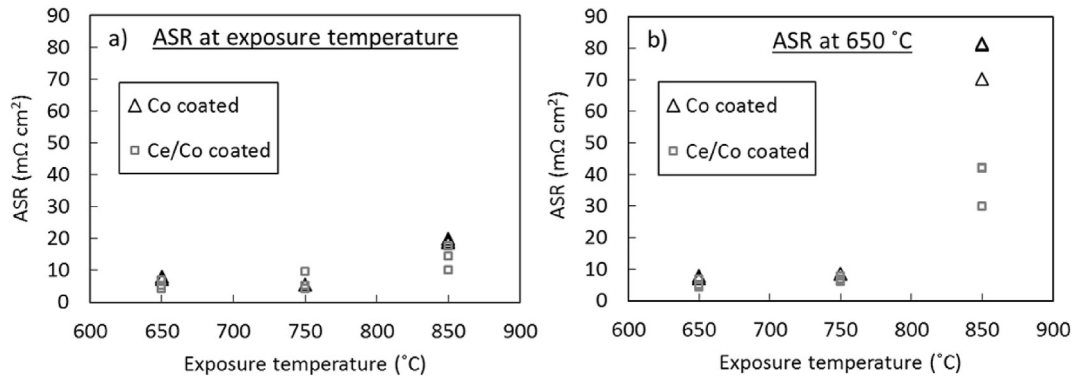 a) ASR at exposure temperature
ASR (mΩ cm²)
90
80
70
60
50
40
30
20
10
0
Co coated
Ce/Co coated
600 650 700 750 800 850 900
Exposure temperature (˚C)
b) ASR at 650 ˚C
ASR (mΩ cm²)
90
80
70
60
50
40
30
20
10
0
Co coated
Ce/Co coated
600 650 700 750 800 850 900
Exposure temperature (˚C)